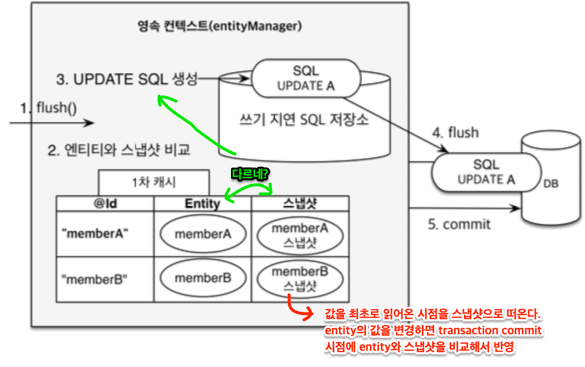 영속 컨텍스트(entityManager)
SQL
UPDATE A
3. UPDATE SQL 생성
1. flush()
쓰기 지연 SQL 저장소
4. flush
2. 엔티티와 스냅샷 비교
SQL
UPDATE A
DB
다르네?
1차 캐시
@Id Entity 스냅샷
5. commit
"memberA" memberA memberA
스냅샷
"memberB" memberB memberB
스냅샷
값을 최초로 읽어온 시점을 스냅샷으로 떠온다.
entity의 값을 변경하면 transaction commit
시점에 entity와 스냅샷을 비교해서 반영